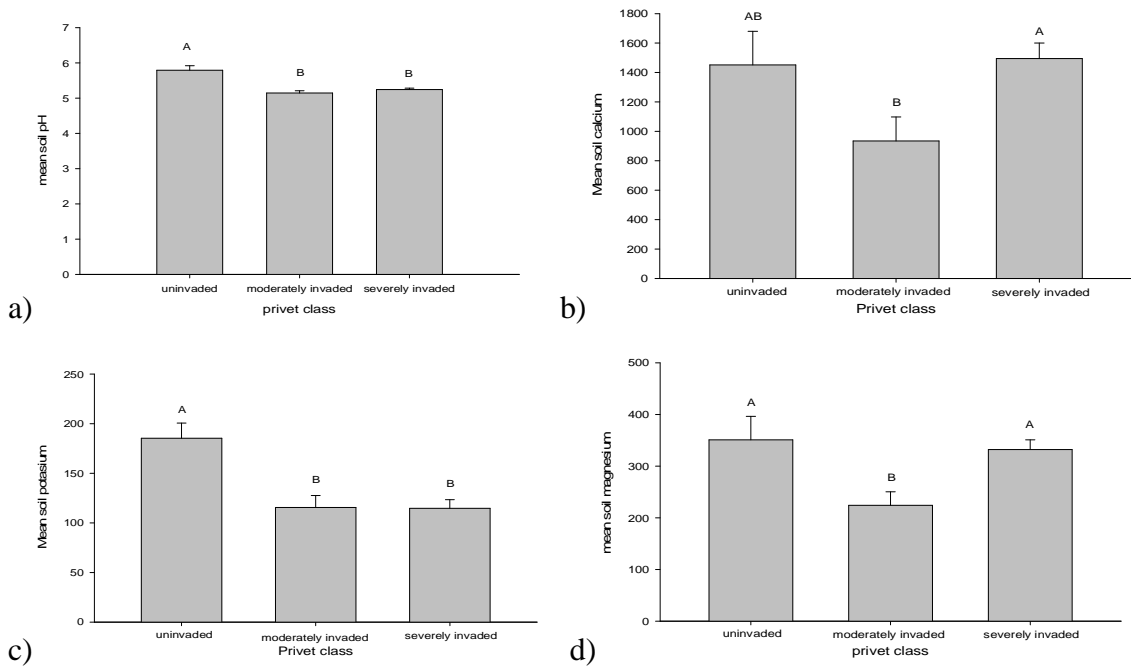 7
6
5
4
3
2
1
0
mean soil pH
A
B
B
uninvaded
moderately invaded
severely invaded
privet class
a)
1800
1600
1400
1200
1000
800
600
400
200
0
Mean soil calcium
AB
B
A
uninvaded
moderately invaded
severely invaded
Privet class
b)
250
200
150
100
50
0
Mean soil potasium
A
B
B
uninvaded
moderately invaded
severely invaded
Privet class
c)
500
400
300
200
100
0
mean soil magnesium
A
B
A
uninvaded
moderately invaded
severely invaded
privet class
d)